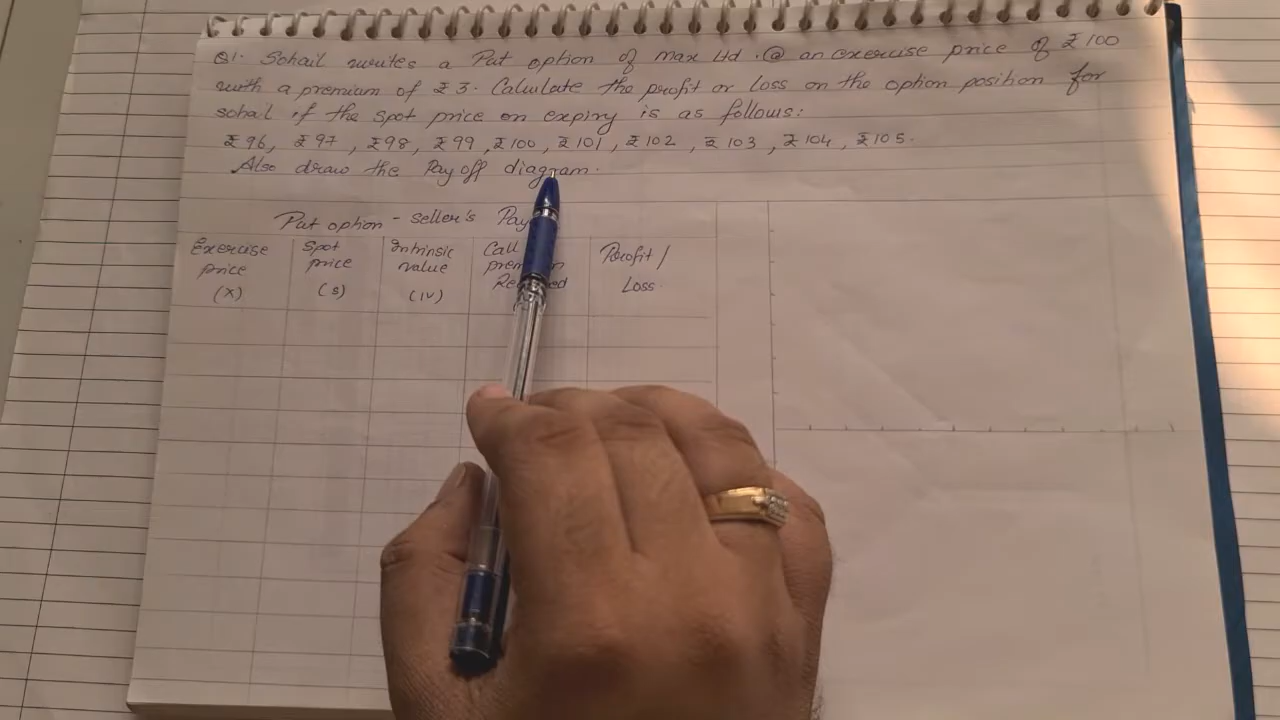 Q1. Sohail writes a Put option of Max Ltd. @ an exercise price of ₹100
with a premium of ₹3. Calculate the profit or Loss on the option position for
Sohail if the spot price on expiry is as follows:
₹96, ₹97, ₹98, ₹99, ₹100, ₹101, ₹102, ₹103, ₹104, ₹105.
Also draw the Pay off diagram.
Put option - seller's Pay
Exercise price (X)
Spot price (S)
Intrinsic value (IV)
Call
Profit / Loss